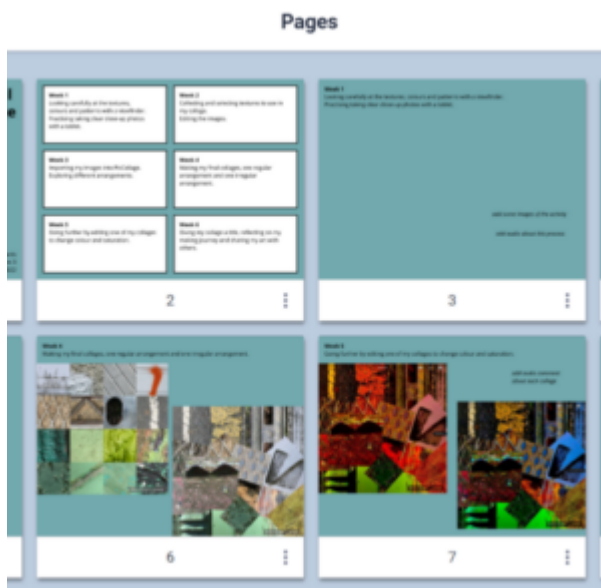 Pages
Week 1
Looking carefully at the textures,
colours and patterns with a viewfinder.
Practising taking clear close-up photos
with a tablet.
Week 2
Collecting and selecting textures to use in
my collage.
Editing the images.
Week 3
Importing my images into PicCollage.
Exploring different arrangements.
Week 4
Making my final collages, one regular
arrangement and one irregular
arrangement.
Week 5
Going further by editing one of my collages
to change colour and saturation.
Week 6
Giving my collage a title, reflecting on my
making journey and sharing my art with
others.
2
Week 1
Looking carefully at the textures, colours and patterns with a viewfinder.
Practising taking clear close-up photos with a tablet.
add some images of the activity
add audio about the process
3
Week 4
Making my final collages, one regular arrangement and one irregular arrangement.
6
Week 5
Going further by editing one of my collages to change colour and saturation.
add audio comment
about each collage
7